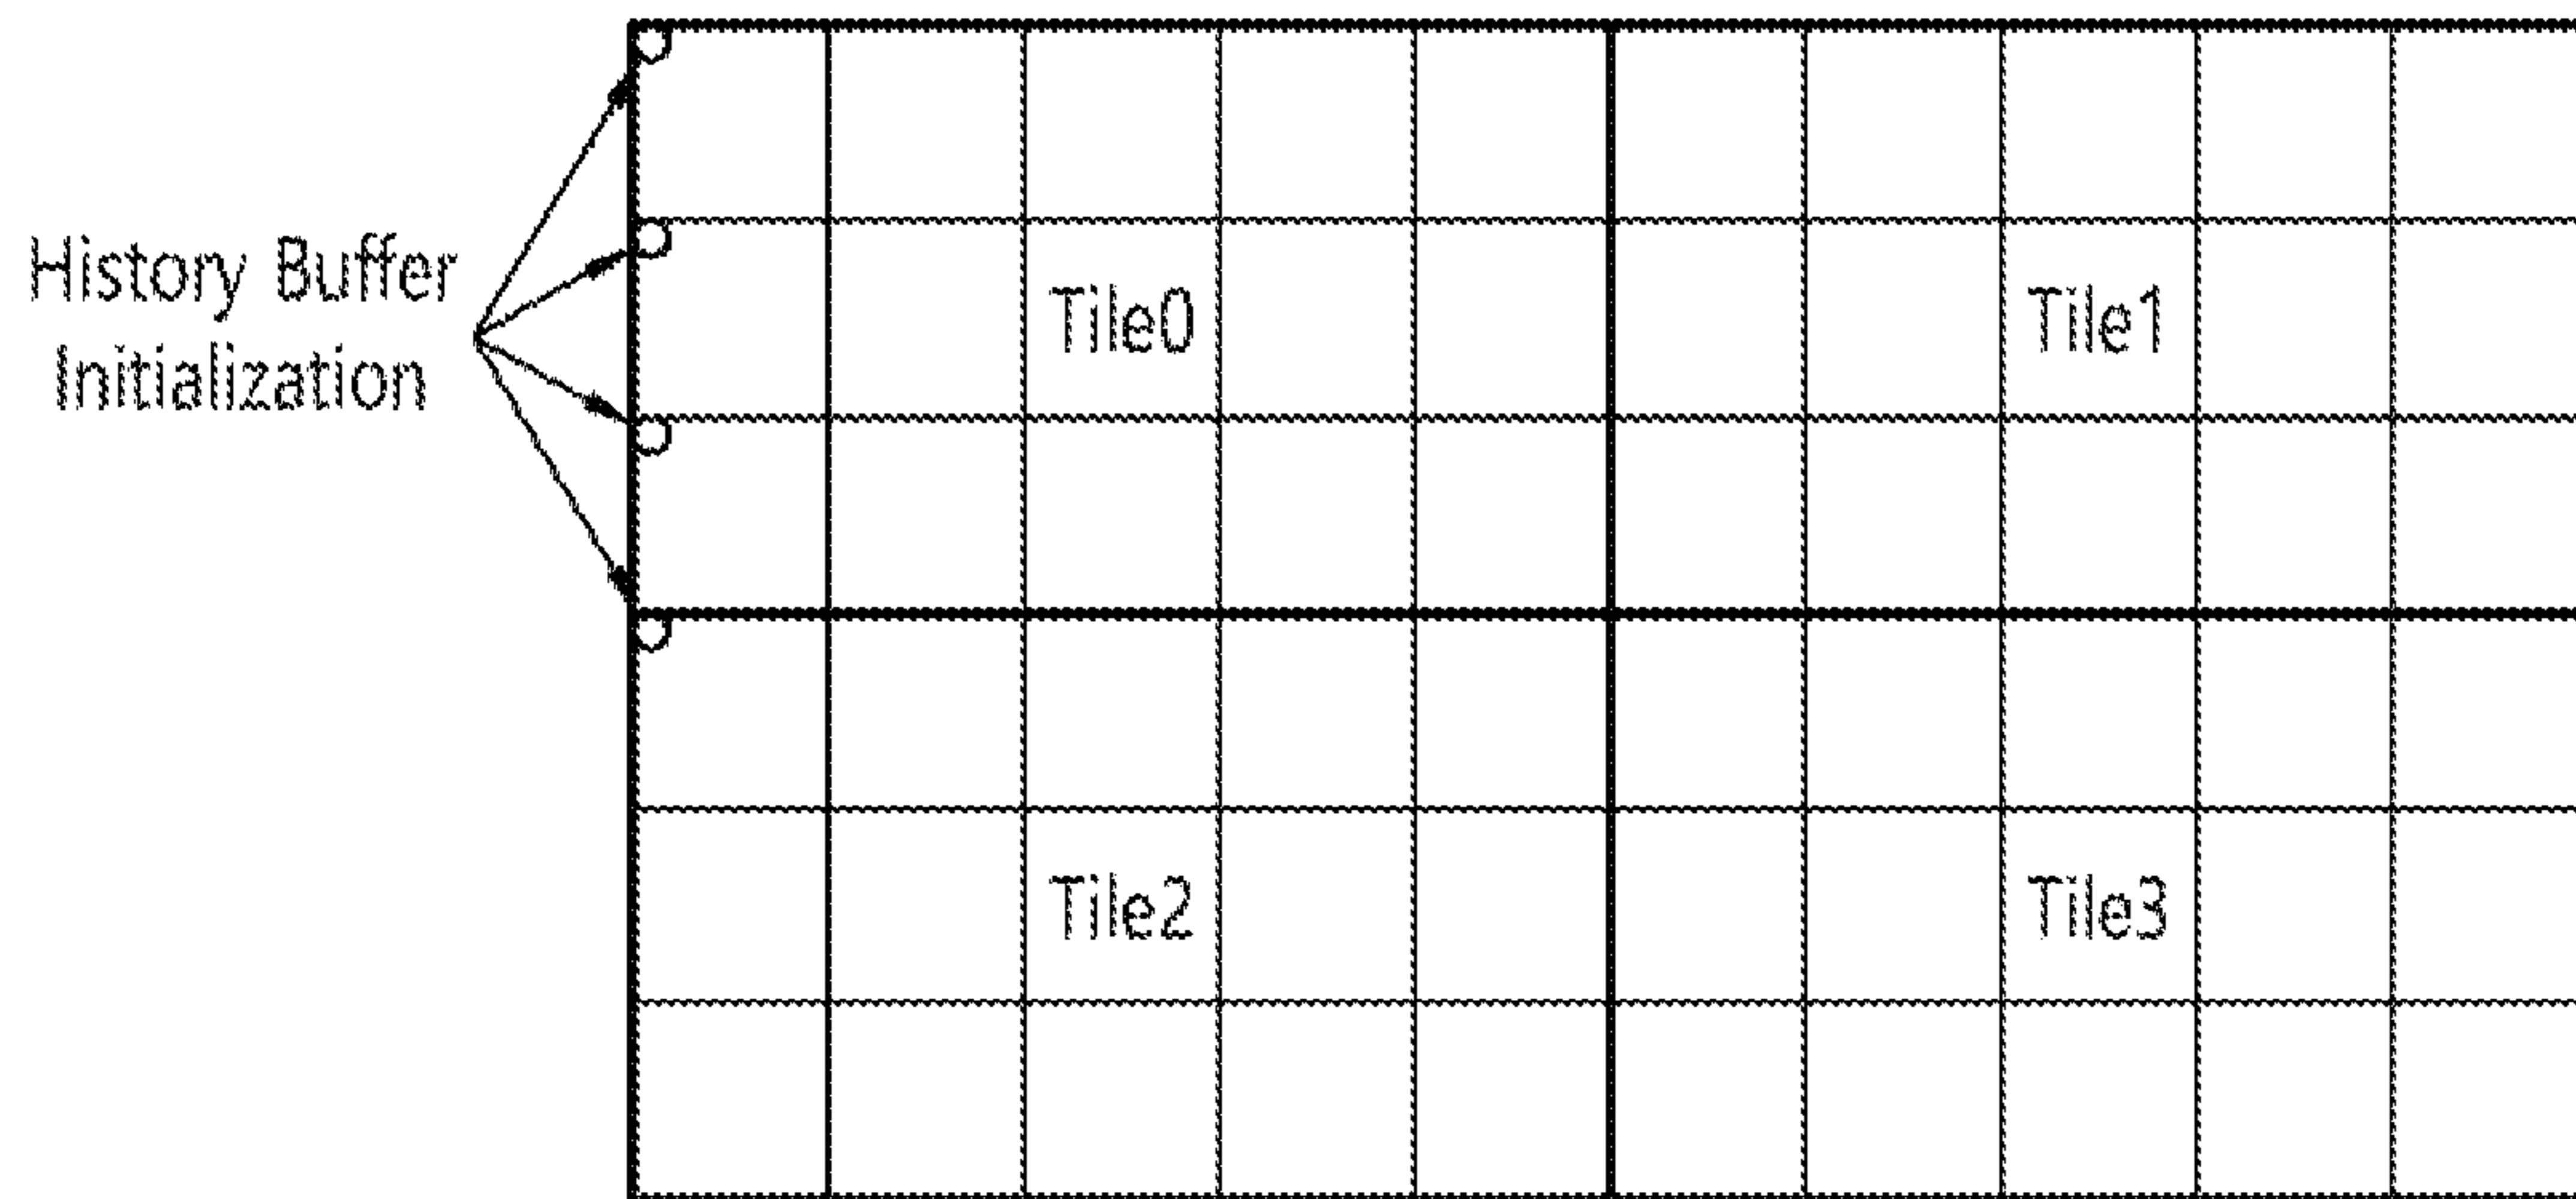 History Buffer
Initialization
Tile0
Tile1
Tile2
Tile3